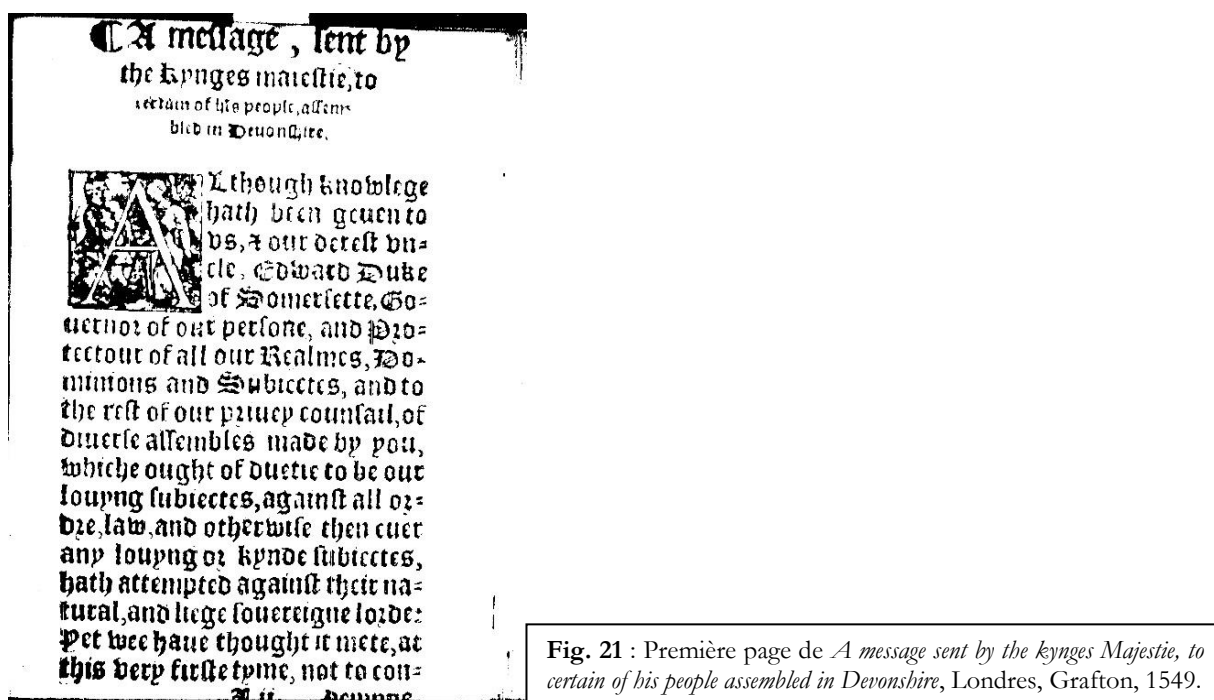 ¶ A meſſage, ſent by
the kynges maieſtie, to
certain of his people, aſſem-
bled in Deuonſhire.
ALthough knowlege
hath been geuen to
vs, & our dereſt vn=
cle, Edward Duke
of Somerſette, Go=
uernor of our perſone, and Pro=
tectour of all our Realmes, Do-
minions and Subiectes, and to
the reſt of our priuey counſail, of
diuerſe aſſembles made by you,
whiche ought of duetie to be our
louyng ſubiectes, againſt all or=
dre, law, and otherwiſe then euer
any louyng or kynde ſubiectes,
hath attempted againſt their na=
tural, and liege ſouereigne lorde:
Yet wee haue thought it mete, at
this very firſte tyme, not to con=
A ii. dempne
Fig. 21 : Première page de A message sent by the kynges Majestie, to
certain of his people assembled in Devonshire, Londres, Grafton, 1549.